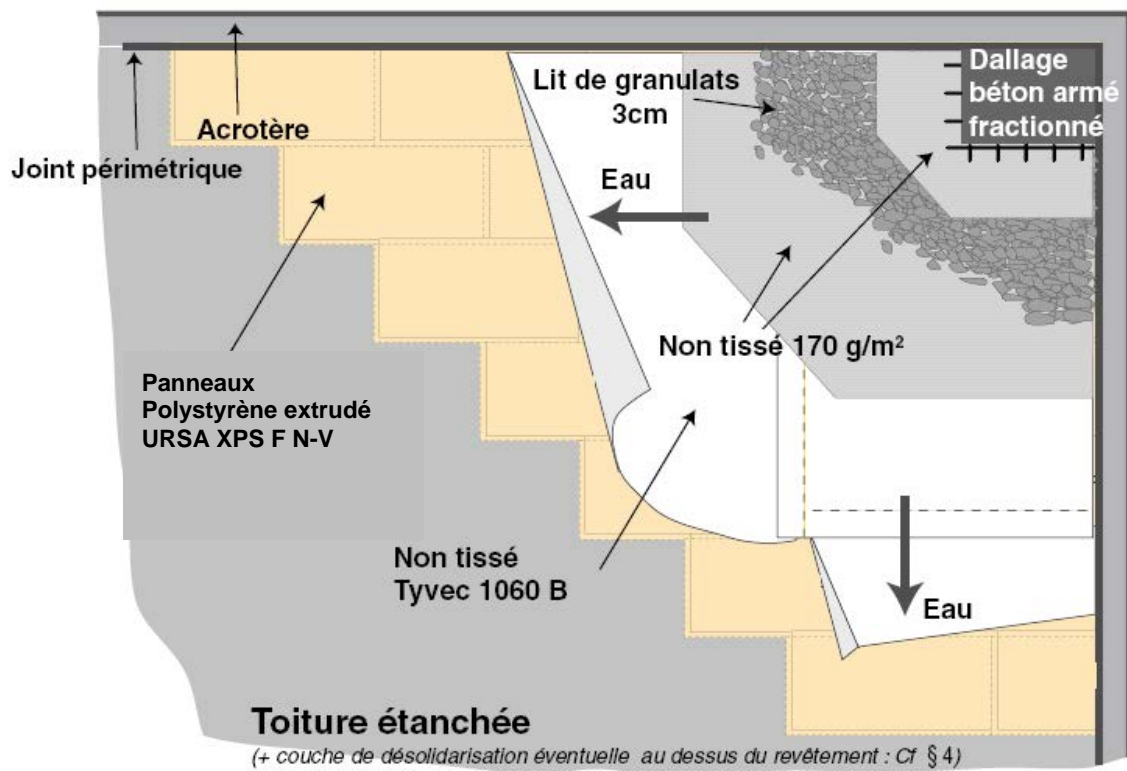 Dallage
béton armé
fractionné
Lit de granulats
3cm
Acrotère
Joint périmétrique
Eau
Non tissé 170 g/m²
Panneaux
Polystyrène extrudé
URSA XPS F N-V
Non tissé
Tyvec 1060 B
Eau
Toiture étanchée
(+ couche de désolidarisation éventuelle au dessus du revêtement : Cf § 4)